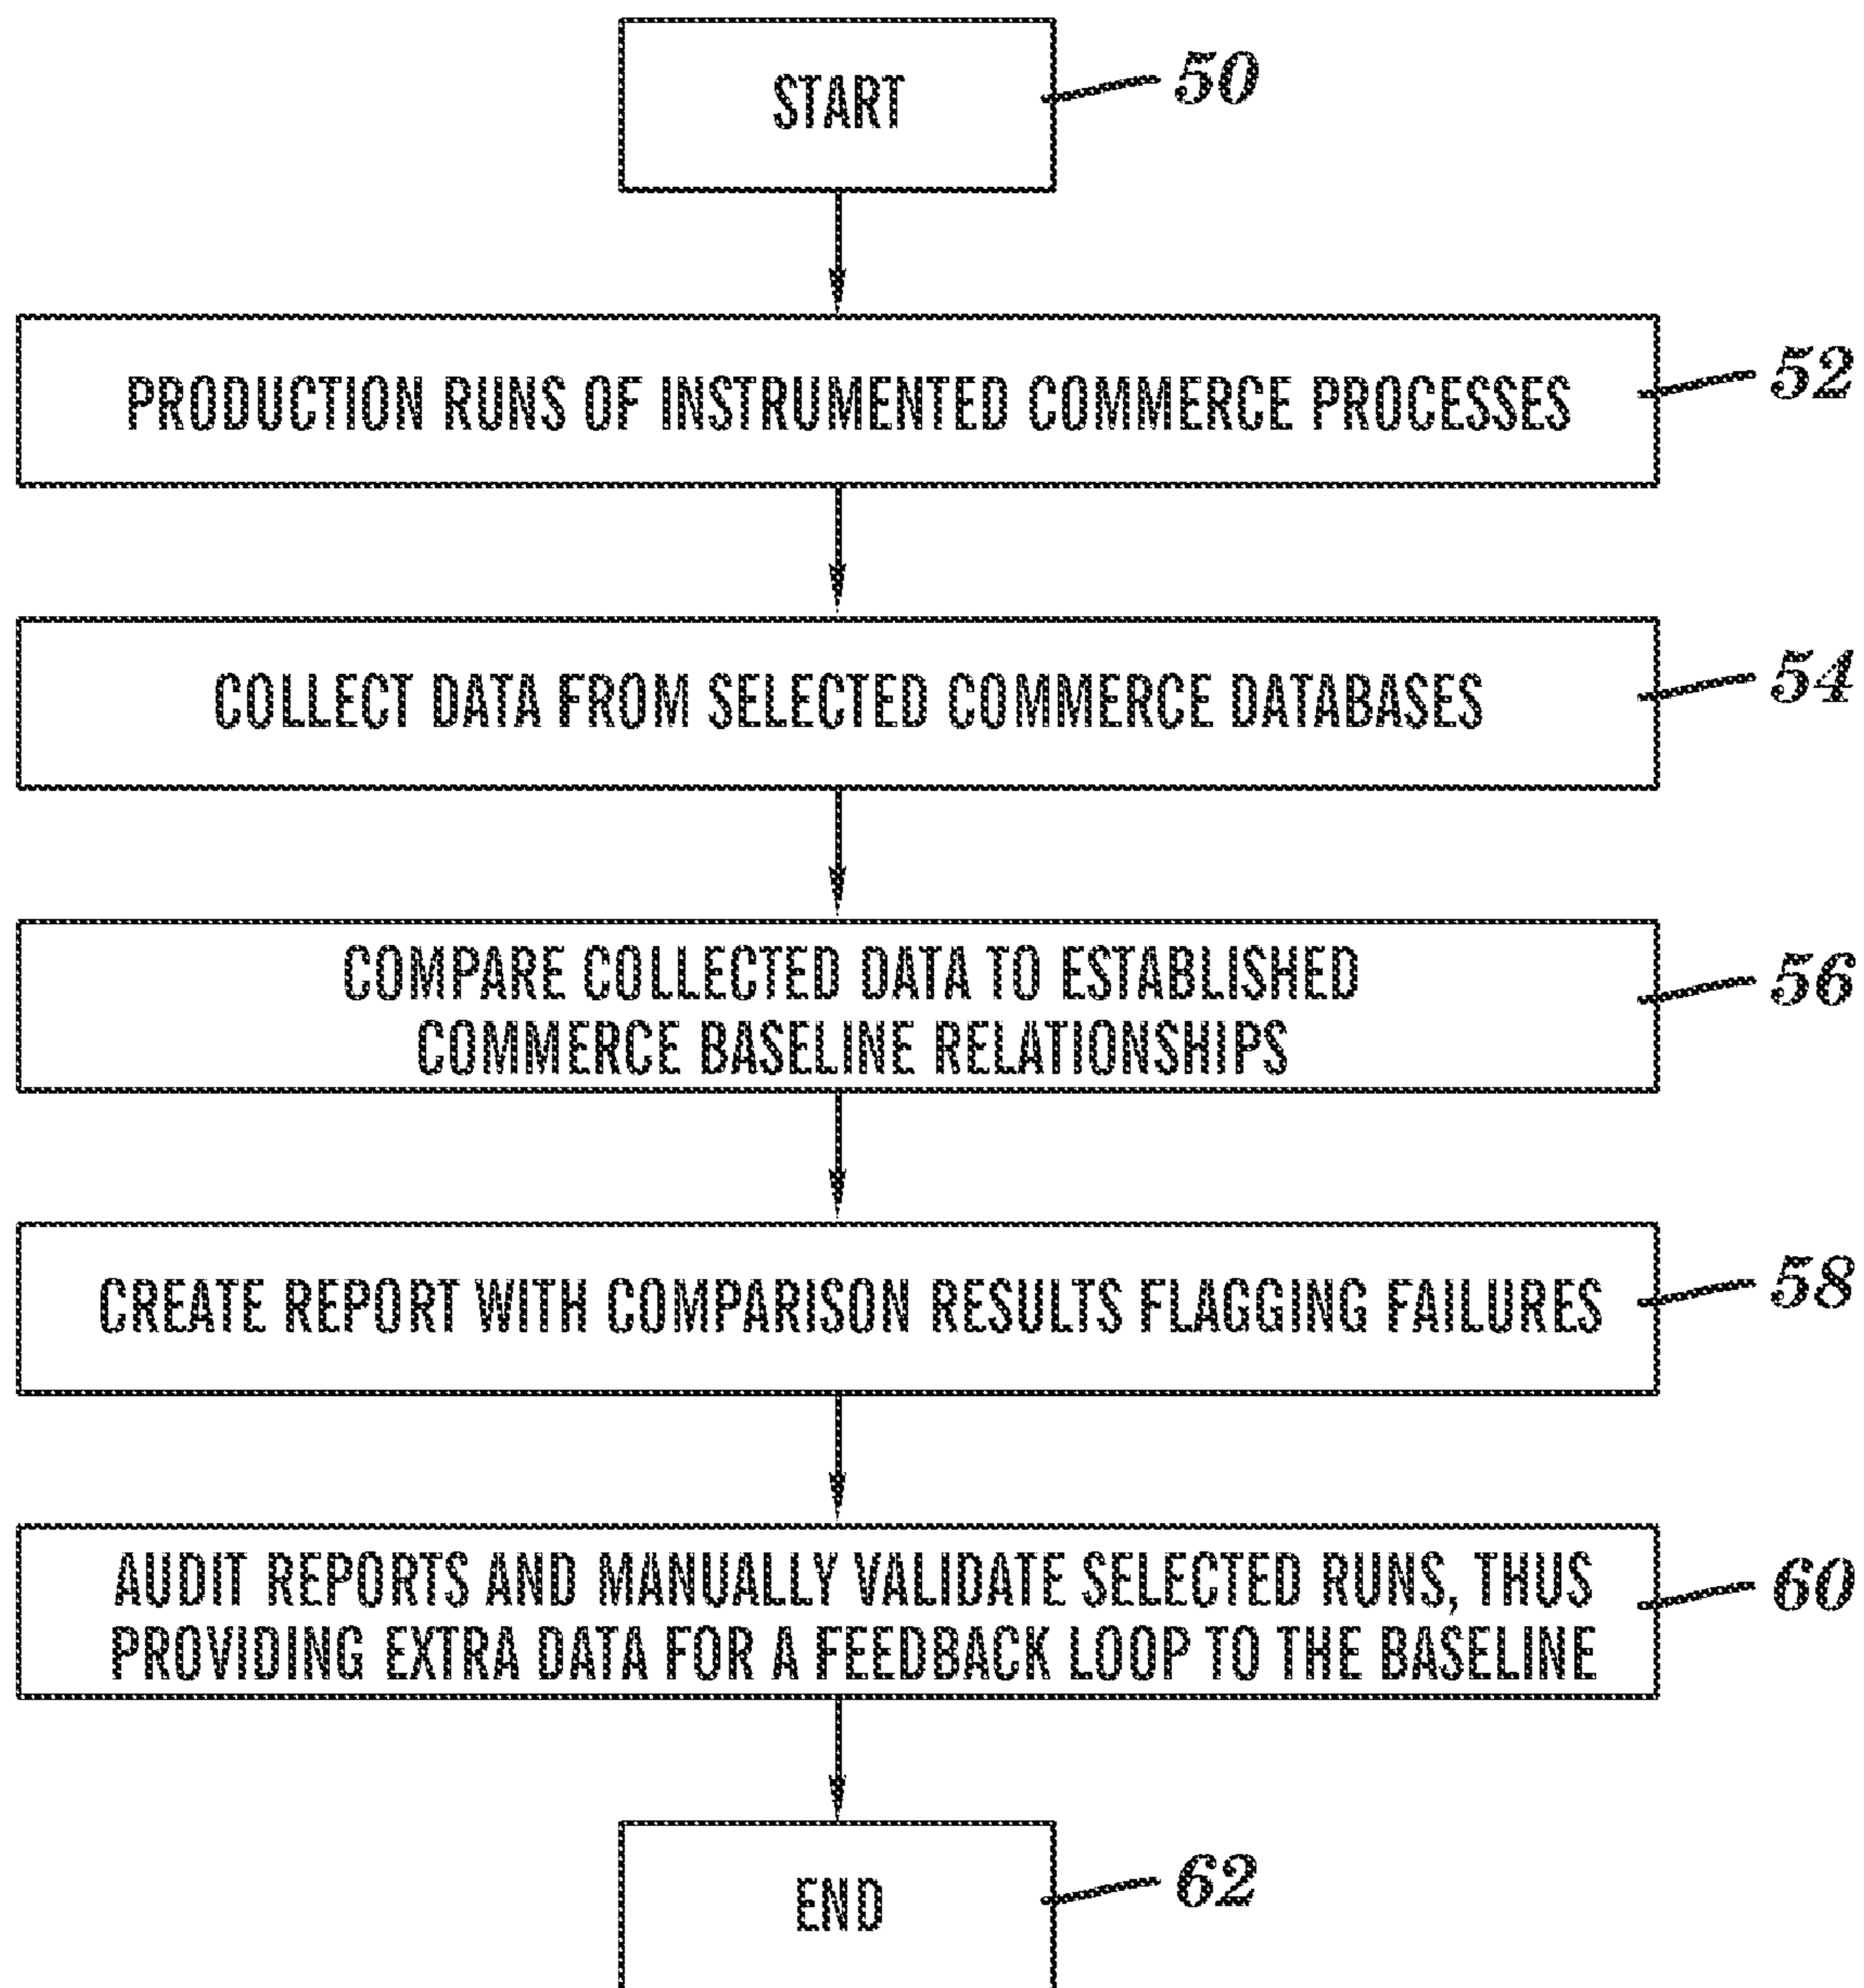 START
50
PRODUCTION RUNS OF INSTRUMENTED COMMERCE PROCESSES
52
COLLECT DATA FROM SELECTED COMMERCE DATABASES
54
COMPARE COLLECTED DATA TO ESTABLISHED
COMMERCE BASELINE RELATIONSHIPS
56
CREATE REPORT WITH COMPARISON RESULTS FLAGGING FAILURES
58
AUDIT REPORTS AND MANUALLY VALIDATE SELECTED RUNS, THUS
PROVIDING EXTRA DATA FOR A FEEDBACK LOOP TO THE BASELINE
60
END
62